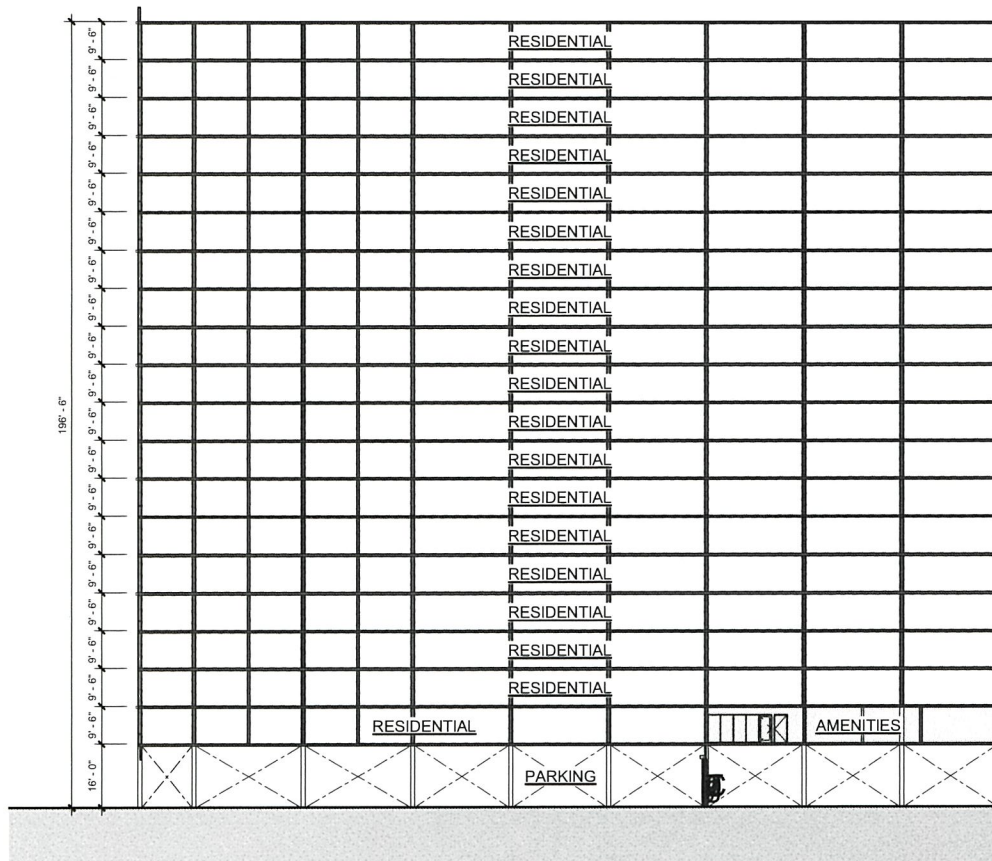 196' - 6"
9' - 6"
RESIDENTIAL
9' - 6"
RESIDENTIAL
9' - 6"
RESIDENTIAL
9' - 6"
RESIDENTIAL
9' - 6"
RESIDENTIAL
9' - 6"
RESIDENTIAL
9' - 6"
RESIDENTIAL
9' - 6"
RESIDENTIAL
9' - 6"
RESIDENTIAL
9' - 6"
RESIDENTIAL
9' - 6"
RESIDENTIAL
9' - 6"
RESIDENTIAL
9' - 6"
RESIDENTIAL
9' - 6"
RESIDENTIAL
9' - 6"
RESIDENTIAL
9' - 6"
RESIDENTIAL
9' - 6"
RESIDENTIAL
9' - 6"
RESIDENTIAL
9' - 6"
RESIDENTIAL
AMENITIES
16' - 0"
PARKING